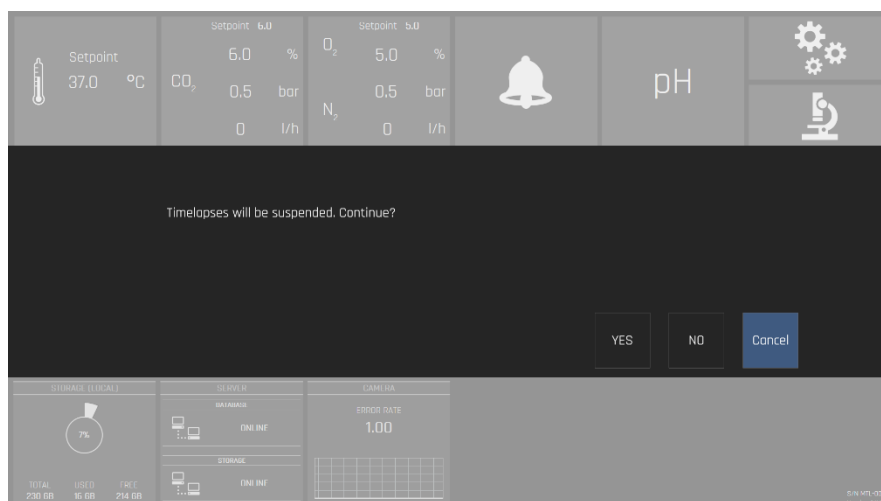 Setpoint
37.0 °C
CO2
Setpoint 6.0
6.0 %
0.5 bar
0 l/h
Setpoint 5.0
O2
5.0 %
0.5 bar
N2
0 l/h
pH
Timelapses will be suspended. Continue?
YES NO Cancel
STORAGE (LOCAL)
7%
TOTAL USED FREE
230 GB 16 GB 214 GB
SERVER
DATABASE
ONLINE
STORAGE
ONLINE
CAMERA
ERROR RATE
1.00